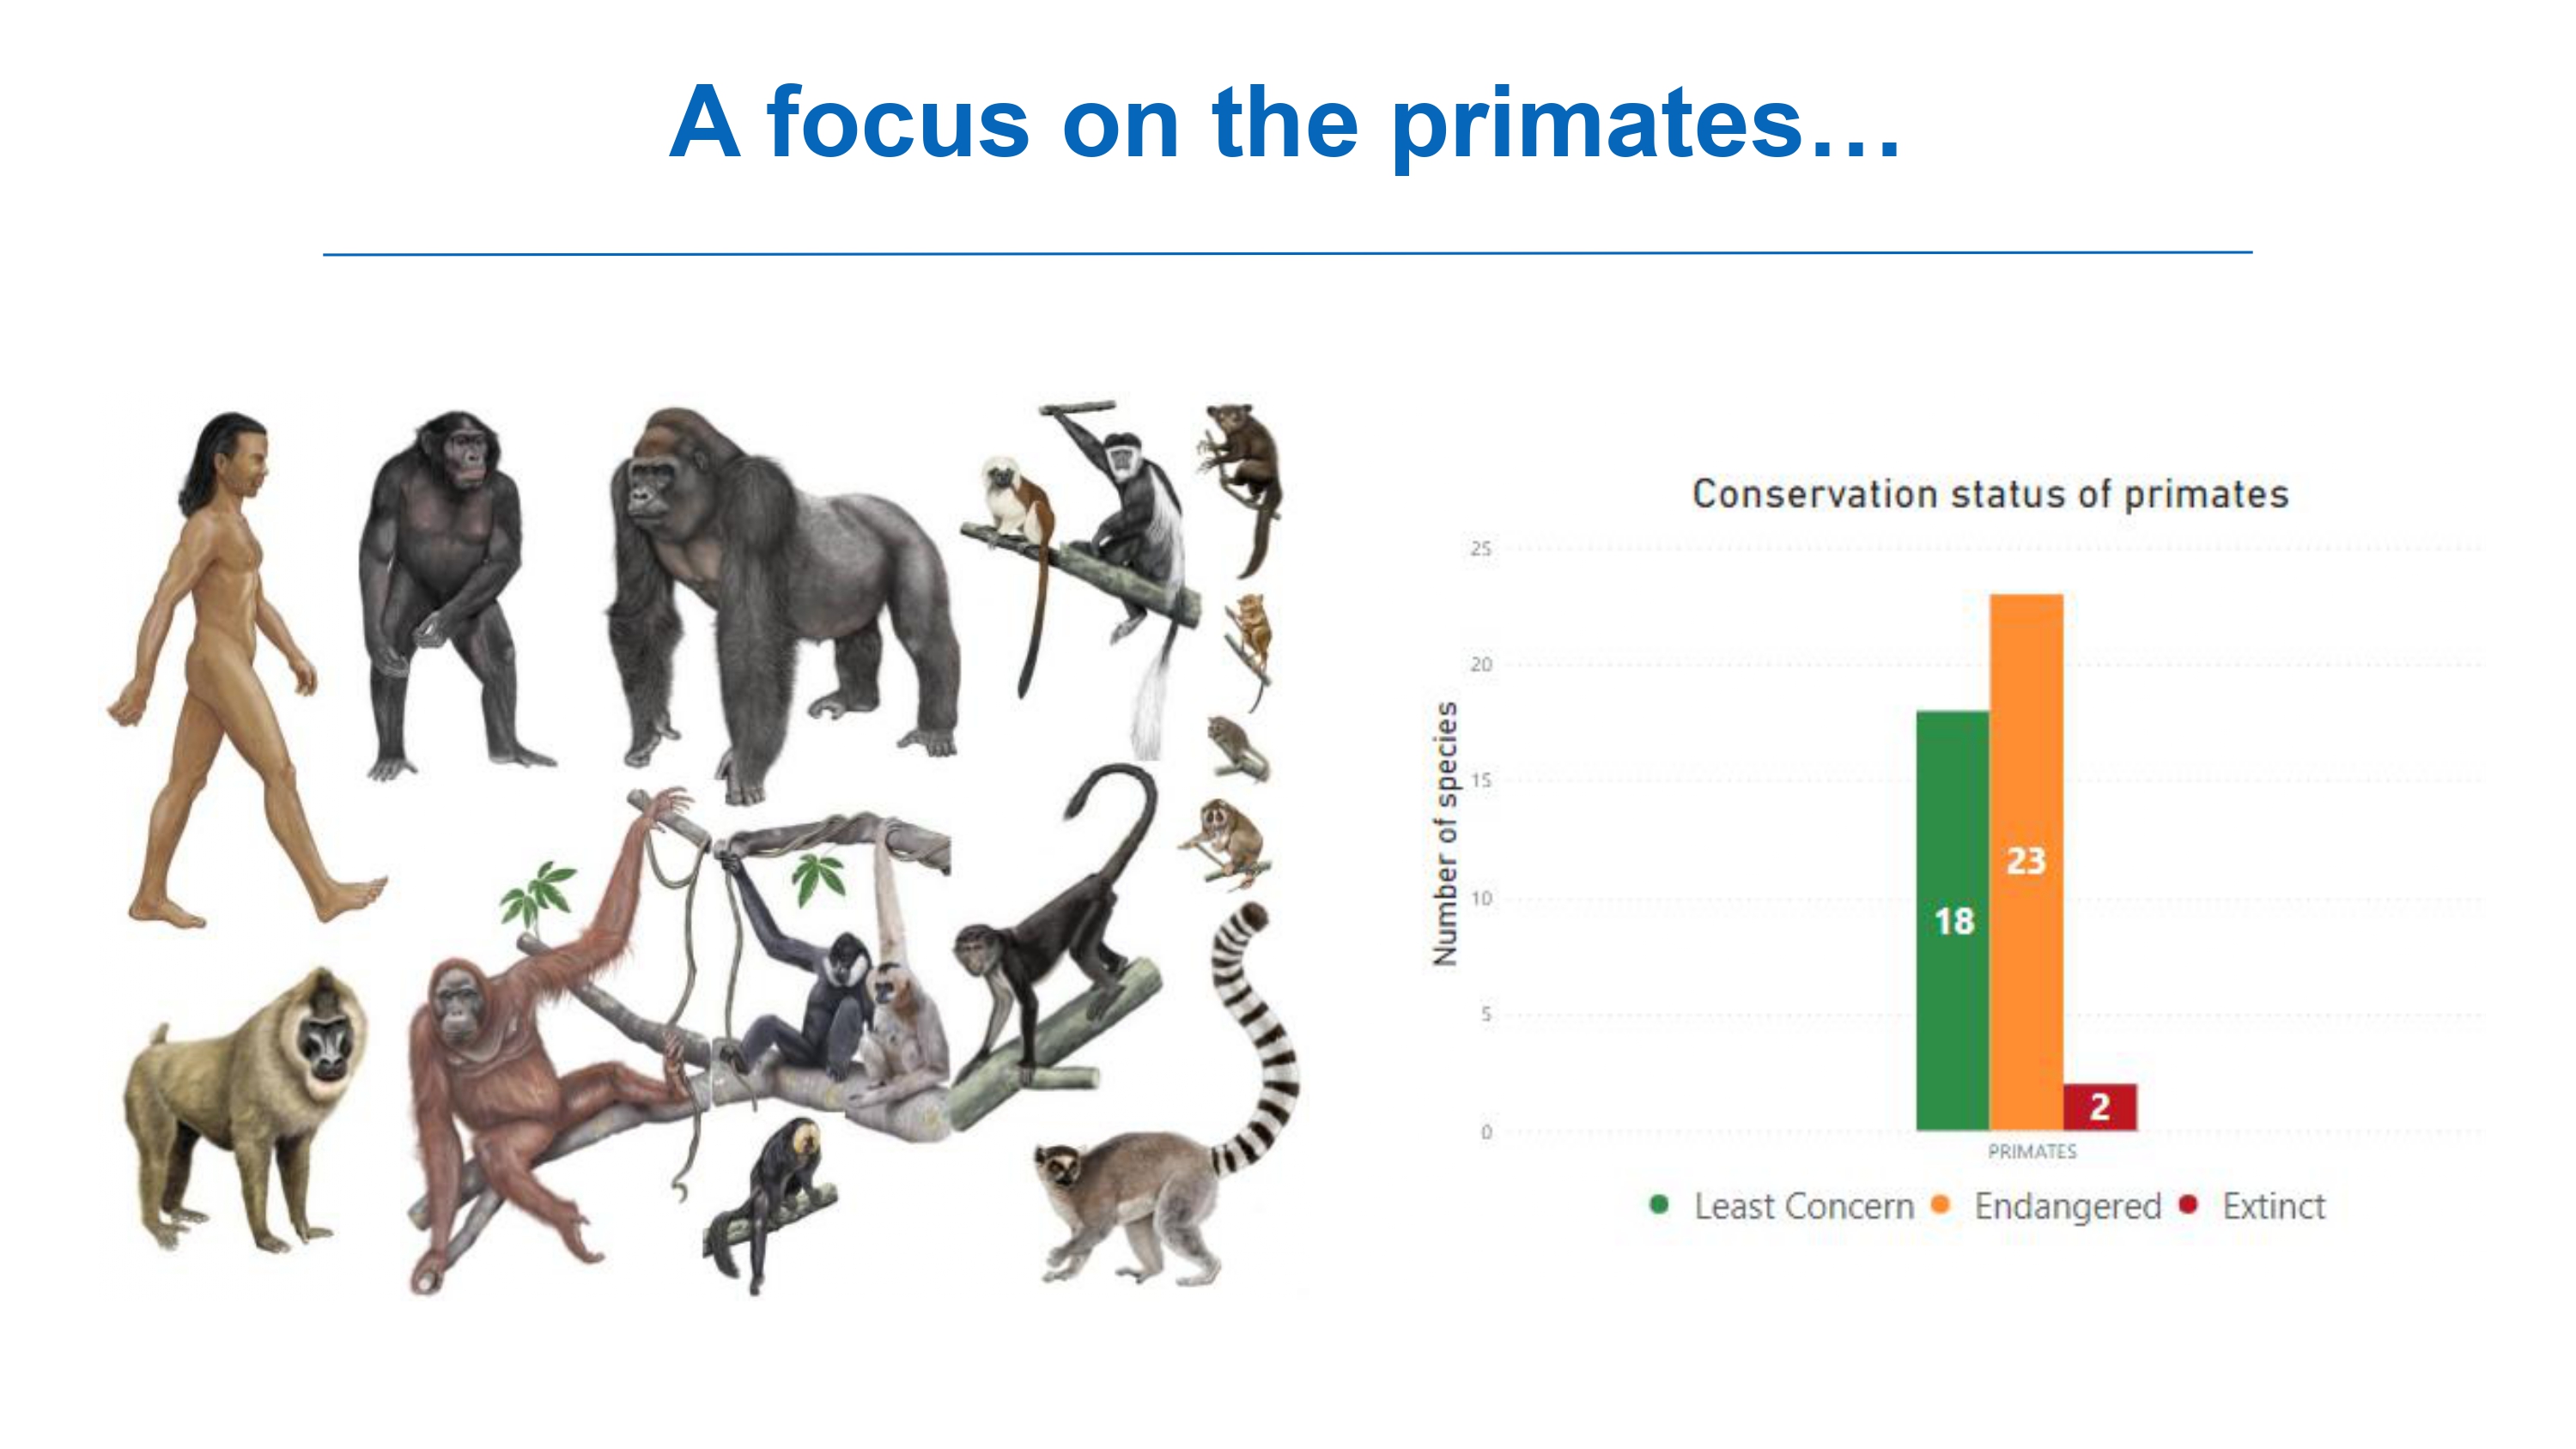 A focus on the primates…
Conservation status of primates
Number of species
25
20
15
10
5
0
18
23
2
PRIMATES
Least Concern Endangered Extinct